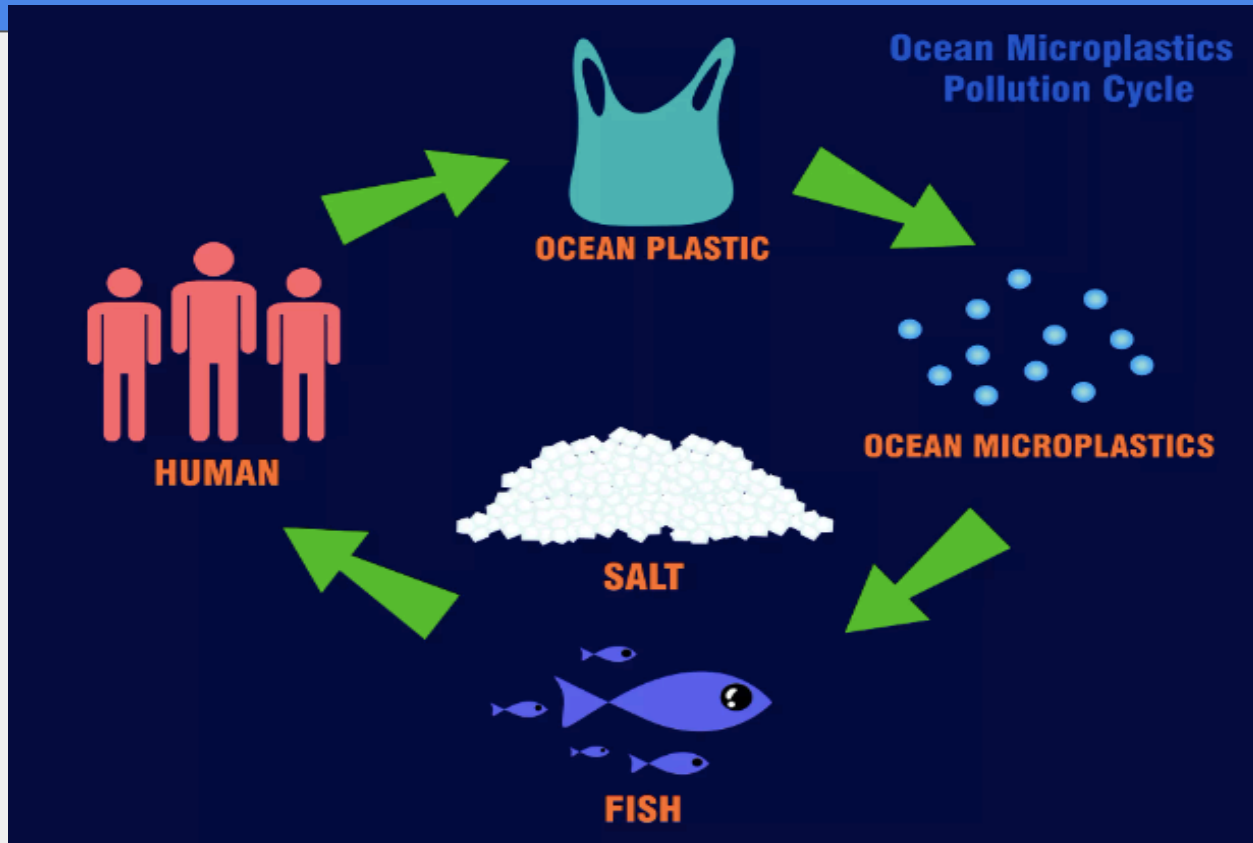 Ocean Microplastics
Pollution Cycle
OCEAN PLASTIC
OCEAN MICROPLASTICS
HUMAN
SALT
FISH